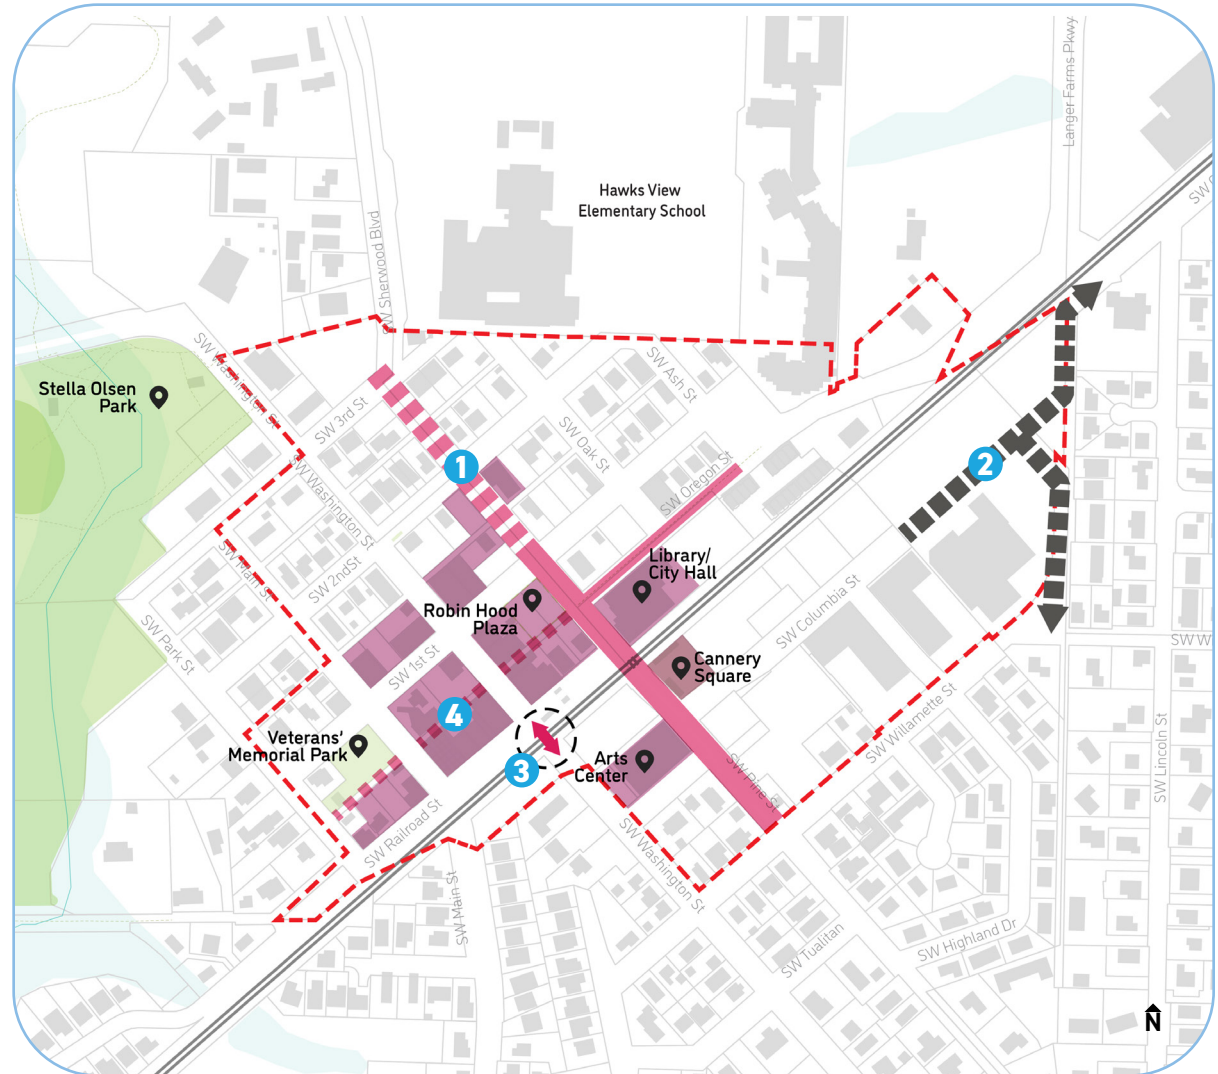 Langer Farms Pkwy
SW O
Hawks View
Elementary School
SW Sherwood Blvd
SW Washington St
SW Ash St
Stella Olsen
Park
SW 3rd St
SW Oak St
1
2
SW Oregon St
SW Washington St
SW Main St
SW 2ndSt
Library/
City Hall
Robin Hood
Plaza
SW Columbia St
SW Park St
SW W
SW 1st St
Cannery
Square
4
SW Willamette St
Veterans'
Memorial Park
3
Arts
Center
SW Pine St
SW Lincoln St
SW Railroad St
SW Washington St
SW Main St
SW Highland Dr
SW Tualitan
N